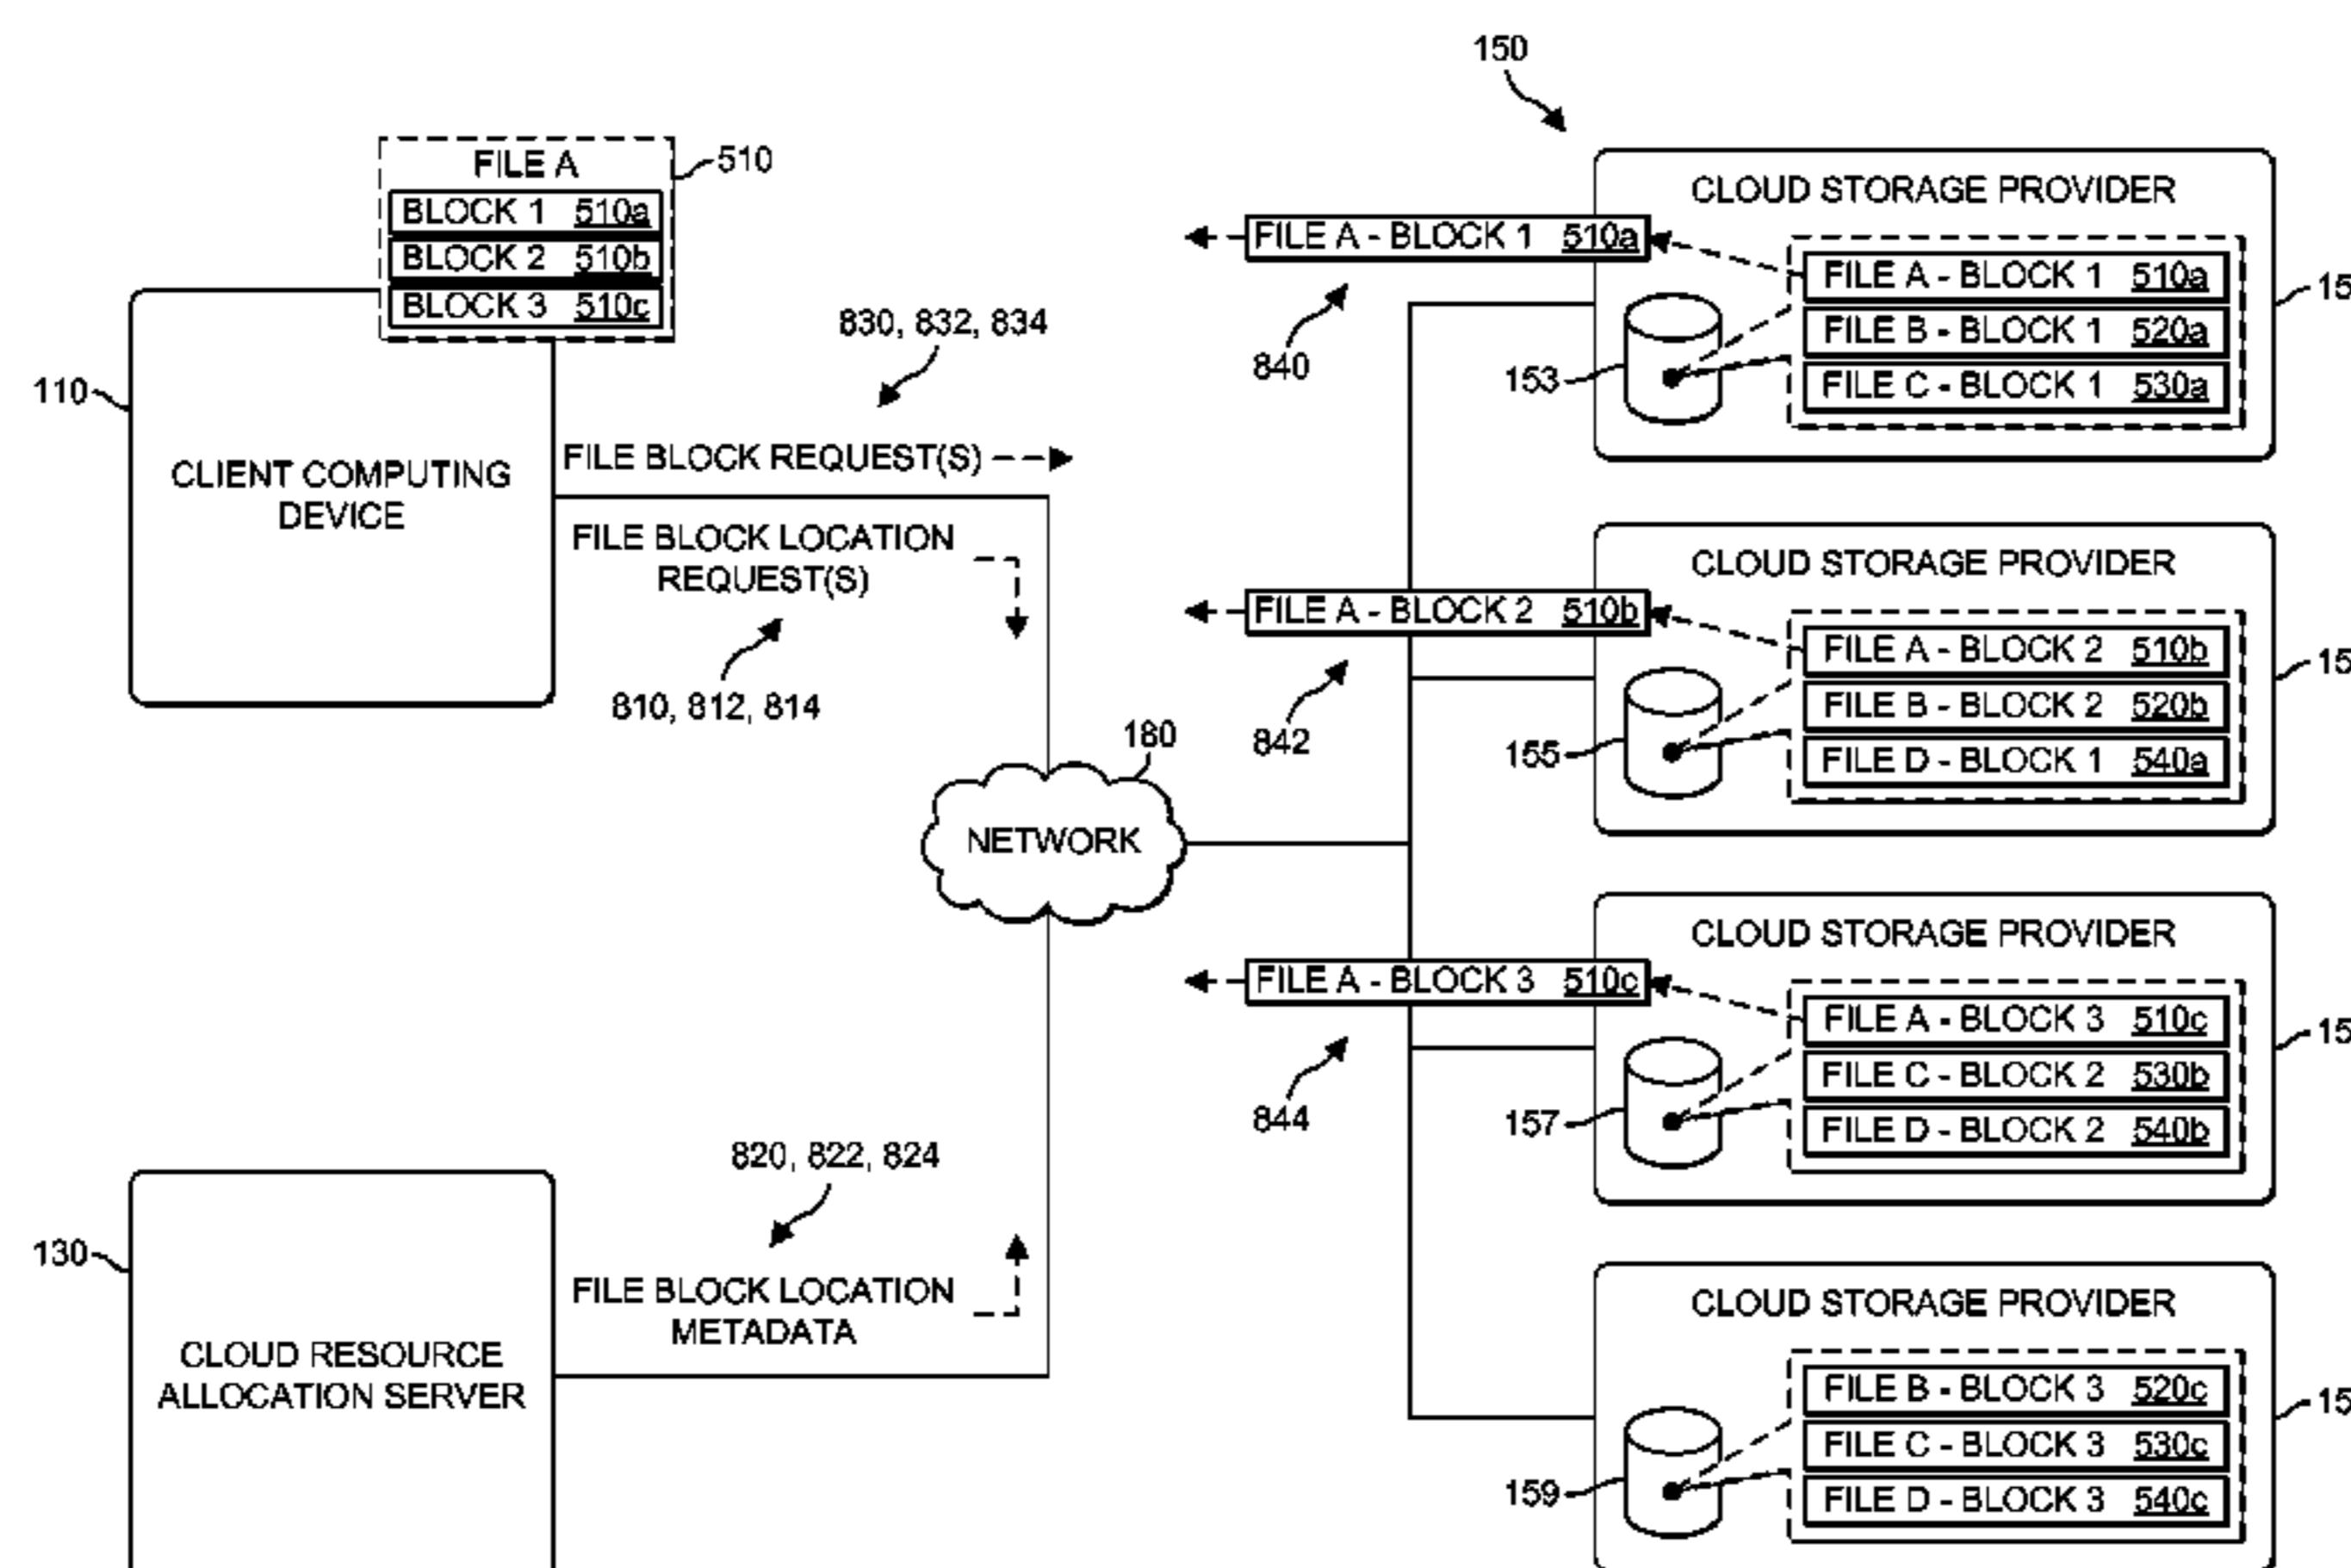 150
FILE A
510
BLOCK 1 510a
BLOCK 2 510b
BLOCK 3 510c
110
CLIENT COMPUTING
DEVICE
830, 832, 834
FILE BLOCK REQUEST(S)
FILE BLOCK LOCATION
REQUEST(S)
810, 812, 814
180
NETWORK
820, 822, 824
FILE BLOCK LOCATION
METADATA
130
CLOUD RESOURCE
ALLOCATION SERVER
CLOUD STORAGE PROVIDER
FILE A - BLOCK 1 510a
840
153
FILE A - BLOCK 1 510a
FILE B - BLOCK 1 520a
FILE C - BLOCK 1 530a
15
CLOUD STORAGE PROVIDER
FILE A - BLOCK 2 510b
842
155
FILE A - BLOCK 2 510b
FILE B - BLOCK 2 520b
FILE D - BLOCK 1 540a
15
CLOUD STORAGE PROVIDER
FILE A - BLOCK 3 510c
844
157
FILE A - BLOCK 3 510c
FILE C - BLOCK 2 530b
FILE D - BLOCK 2 540b
15
CLOUD STORAGE PROVIDER
159
FILE B - BLOCK 3 520c
FILE C - BLOCK 3 530c
FILE D - BLOCK 3 540c
15